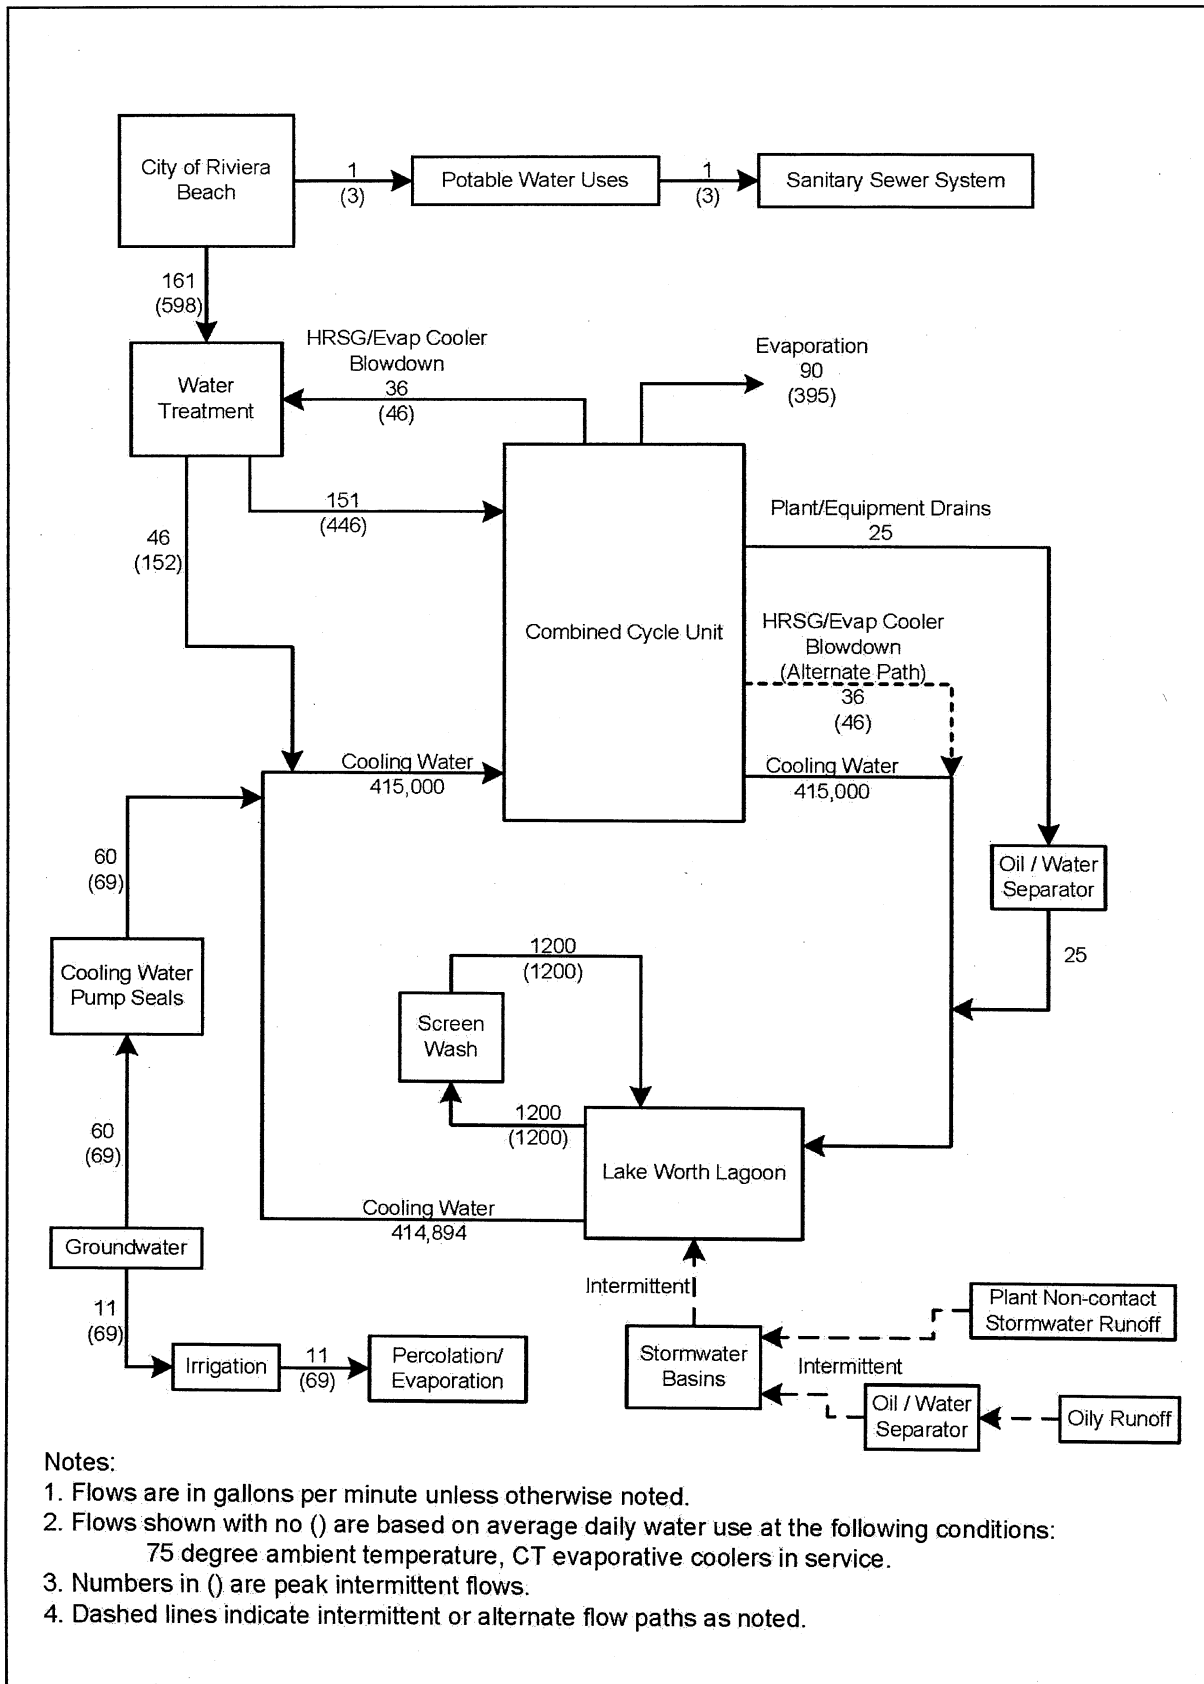 City of Riviera
Beach
1
(3)
Potable Water Uses
1
(3)
Sanitary Sewer System
161
(598)
HRSG/Evap Cooler
Blowdown
36
(46)
Evaporation
90
(395)
Water
Treatment
151
(446)
Plant/Equipment Drains
25
46
(152)
Combined Cycle Unit
HRSG/Evap Cooler
Blowdown
(Alternate Path)
36
(46)
Cooling Water
415,000
Cooling Water
415,000
60
(69)
Oil / Water
Separator
Cooling Water
Pump Seals
1200
(1200)
25
Screen
Wash
1200
(1200)
60
(69)
Lake Worth Lagoon
Cooling Water
414,894
Groundwater
Intermittent
Plant Non-contact
Stormwater Runoff
11
(69)
Irrigation
11
(69)
Percolation/
Evaporation
Stormwater
Basins
Intermittent
Oil / Water
Separator
Oily Runoff
Notes:
1. Flows are in gallons per minute unless otherwise noted.
2. Flows shown with no () are based on average daily water use at the following conditions:
75 degree ambient temperature, CT evaporative coolers in service.
3. Numbers in () are peak intermittent flows.
4. Dashed lines indicate intermittent or alternate flow paths as noted.